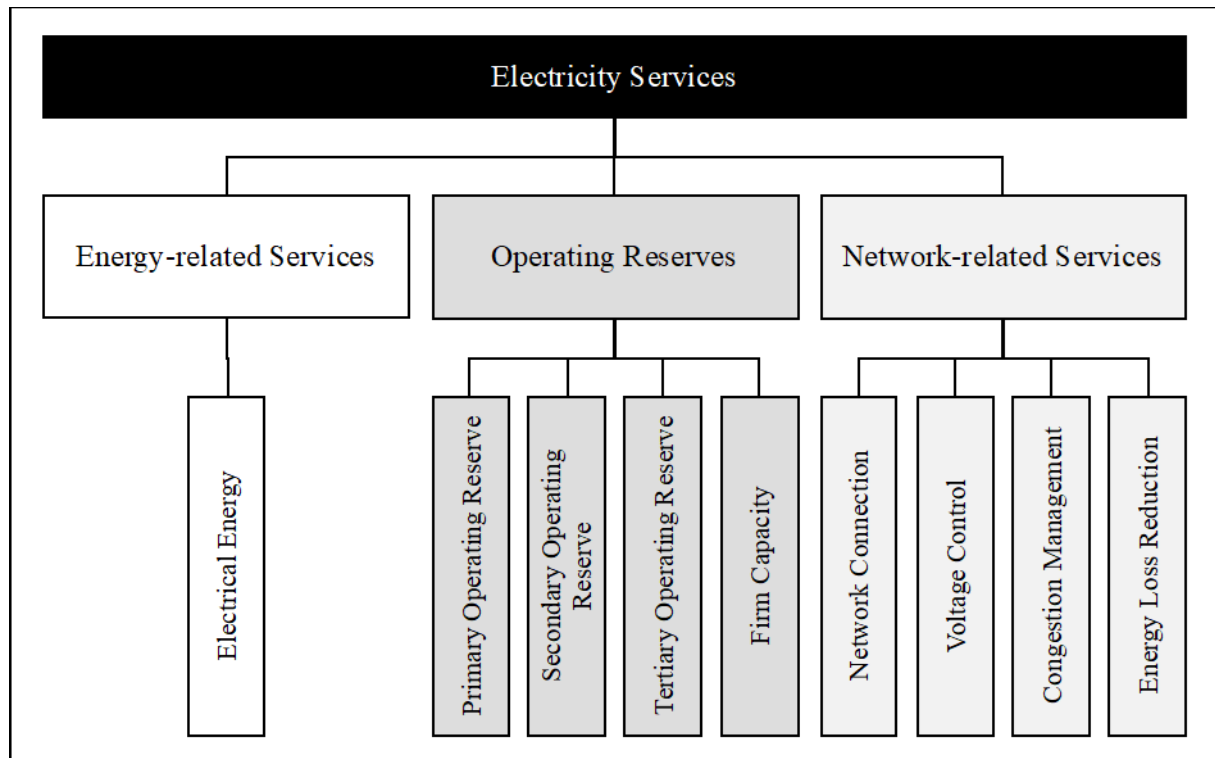 Electricity Services
Energy-related Services
Operating Reserves
Network-related Services
Electrical Energy
Primary Operating Reserve
Secondary Operating
Reserve
Tertiary Operating Reserve
Firm Capacity
Network Connection
Voltage Control
Congestion Management
Energy Loss Reduction